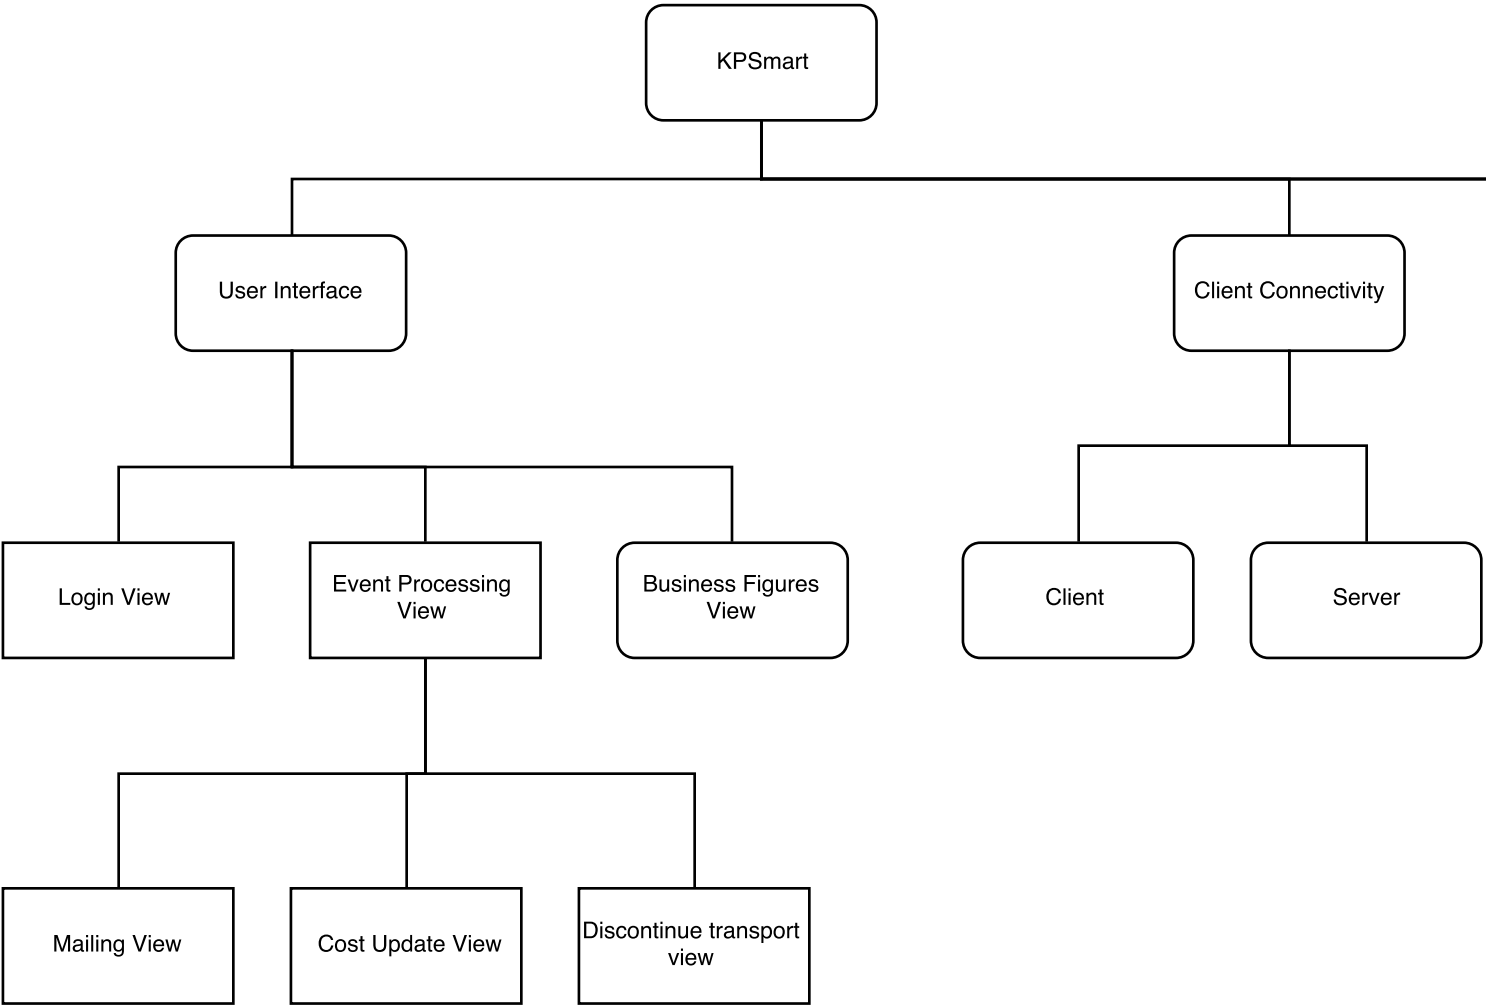 KPSmart
User Interface
Client Connectivity
Login View
Event Processing
View
Business Figures
View
Client
Server
Mailing View
Cost Update View
Discontinue transport
view